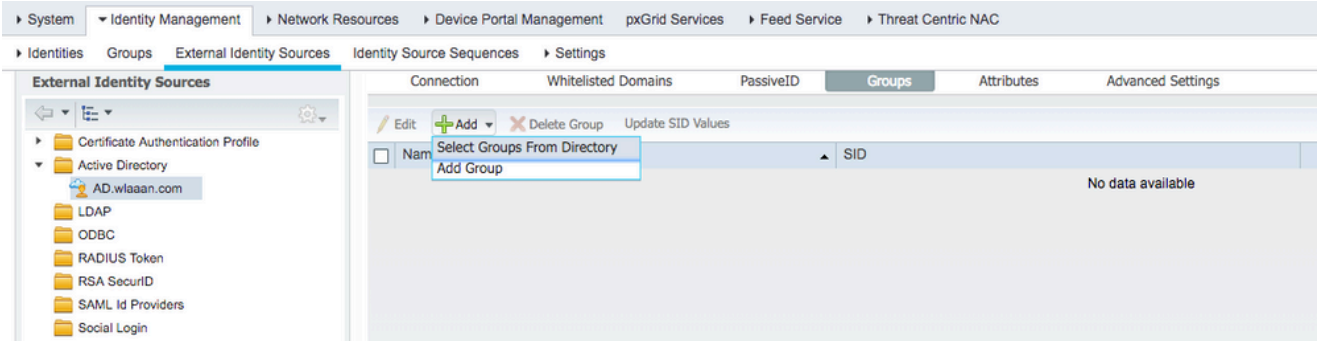 System Identity Management Network Resources Device Portal Management pxGrid Services Feed Service Threat Centric NAC
Identities Groups External Identity Sources Identity Source Sequences Settings
External Identity Sources
Connection Whitelisted Domains PassiveID Groups Attributes Advanced Settings
Edit Add Delete Group Update SID Values
Select Groups From Directory
Add Group
Nam SID
No data available
Certificate Authentication Profile
Active Directory
AD.wlaaan.com
LDAP
ODBC
RADIUS Token
RSA SecurID
SAML Id Providers
Social Login